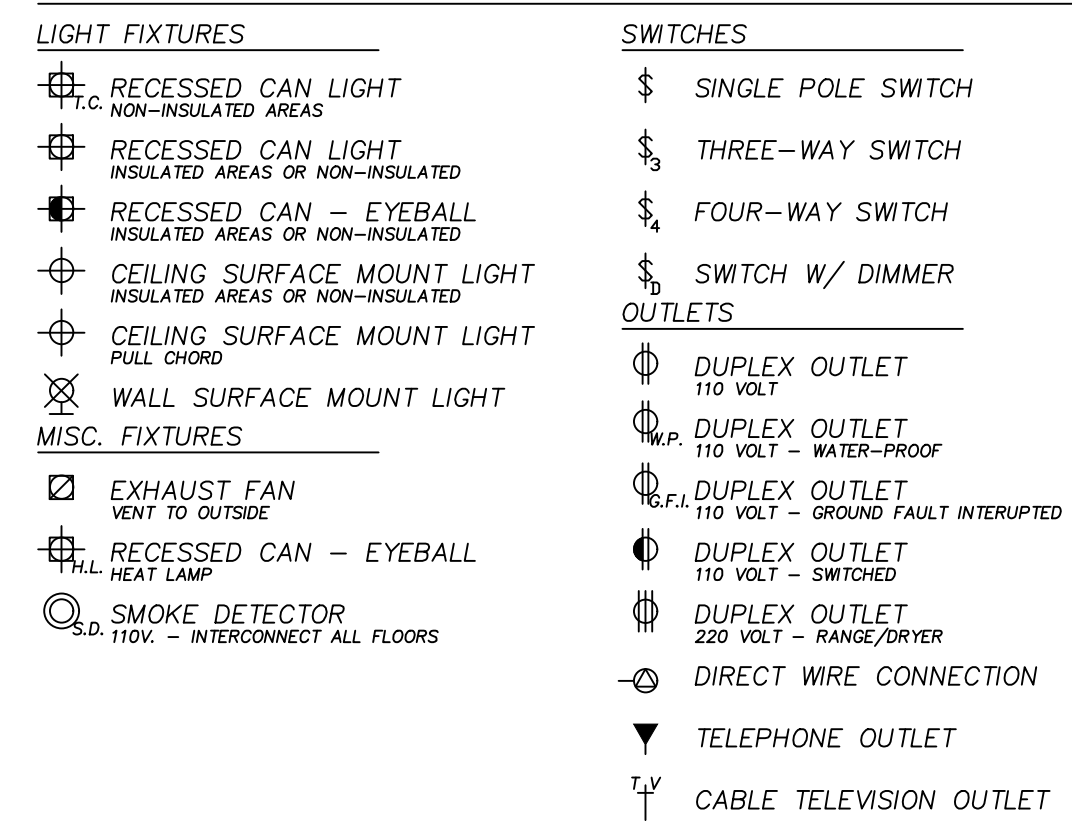 LIGHT FIXTURES
T.C. RECESSED CAN LIGHT
NON-INSULATED AREAS
RECESSED CAN LIGHT
INSULATED AREAS OR NON-INSULATED
RECESSED CAN - EYEBALL
INSULATED AREAS OR NON-INSULATED
CEILING SURFACE MOUNT LIGHT
INSULATED AREAS OR NON-INSULATED
CEILING SURFACE MOUNT LIGHT
PULL CHORD
WALL SURFACE MOUNT LIGHT
MISC. FIXTURES
EXHAUST FAN
VENT TO OUTSIDE
H.L. RECESSED CAN - EYEBALL
HEAT LAMP
S.D. SMOKE DETECTOR
110V. - INTERCONNECT ALL FLOORS
SWITCHES
$ SINGLE POLE SWITCH
$3 THREE-WAY SWITCH
$4 FOUR-WAY SWITCH
$D SWITCH W/ DIMMER
OUTLETS
DUPLEX OUTLET
110 VOLT
W.P. DUPLEX OUTLET
110 VOLT - WATER-PROOF
G.F.I. DUPLEX OUTLET
110 VOLT - GROUND FAULT INTERUPTED
DUPLEX OUTLET
110 VOLT - SWITCHED
DUPLEX OUTLET
220 VOLT - RANGE/DRYER
DIRECT WIRE CONNECTION
TELEPHONE OUTLET
TV CABLE TELEVISION OUTLET